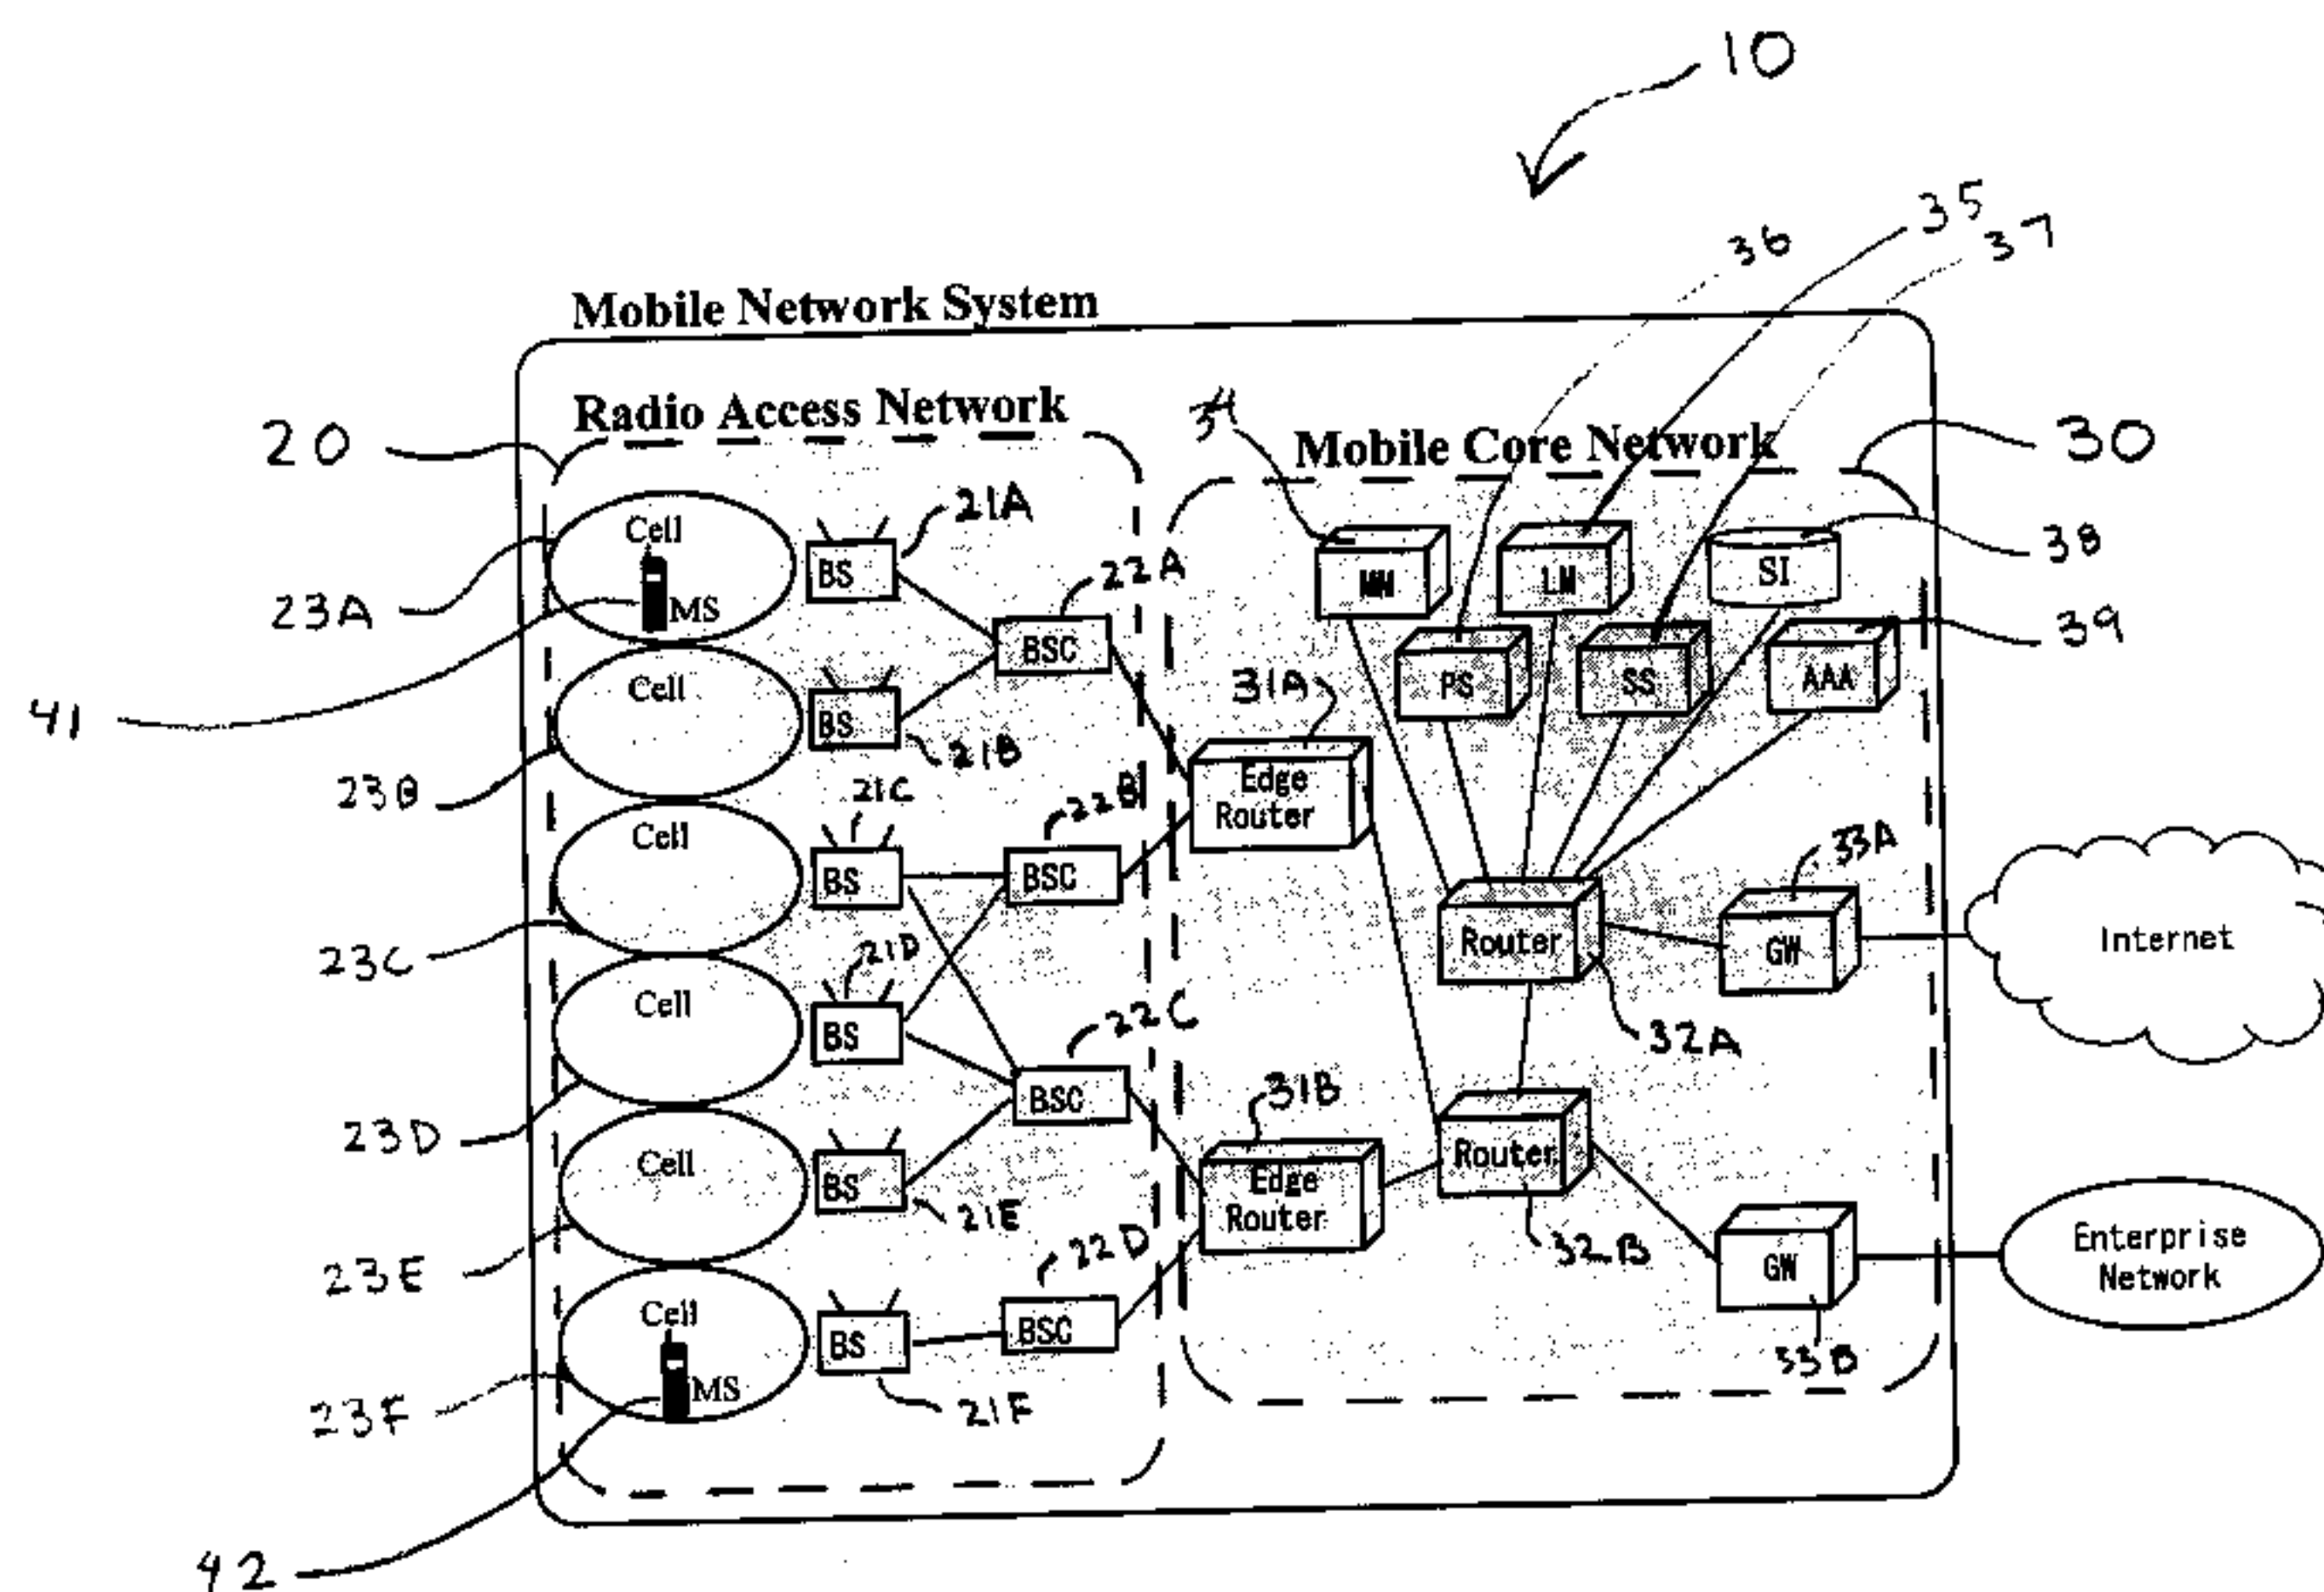 10
35
36
37
Mobile Network System
Radio Access Network
20
34
Mobile Core Network
30
Cell
MS
23A
41
BS
21A
22A
BSC
LM
SI
38
39
PS
SS
AAA
Cell
23B
BS
21B
31A
Edge
Router
Cell
23C
21C
BS
22B
BSC
33A
Router
GW
Internet
32A
Cell
23D
21D
BS
22C
BSC
31B
Edge
Router
Router
32B
Cell
23E
BS
21E
22D
GW
33B
Enterprise
Network
Cell
MS
23F
42
BS
21F
BSC